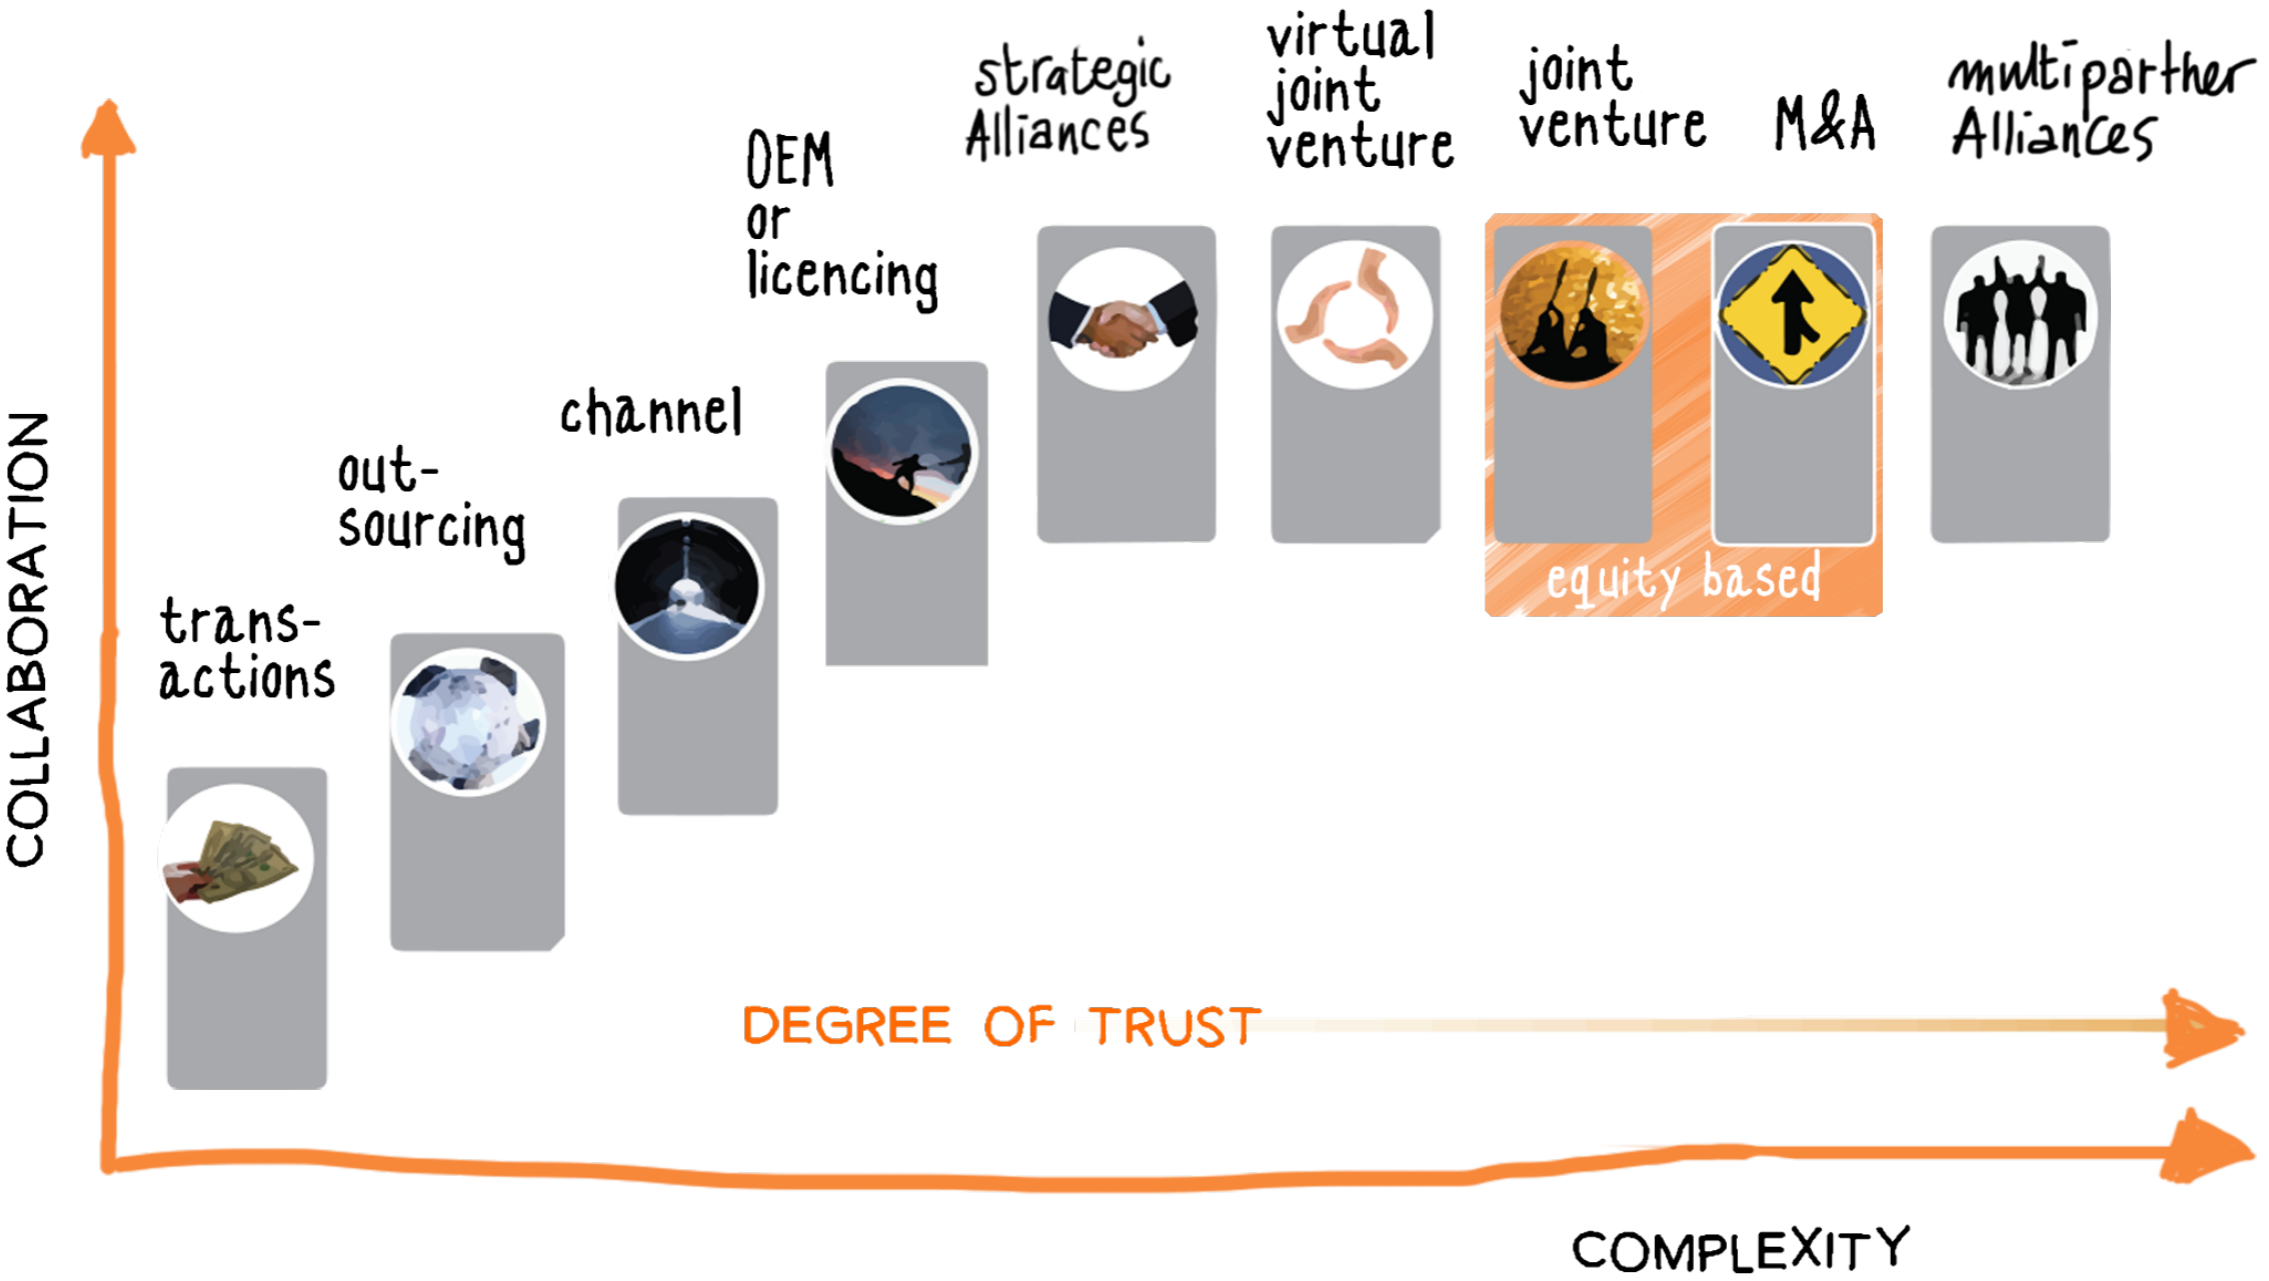 COLLABORATION
trans-
actions
out-
sourcing
channel
OEM
or
licencing
strategic
Alliances
virtual
joint
venture
joint
venture
M&A
equity based
multiparther
Alliances
DEGREE OF TRUST
COMPLEXITY